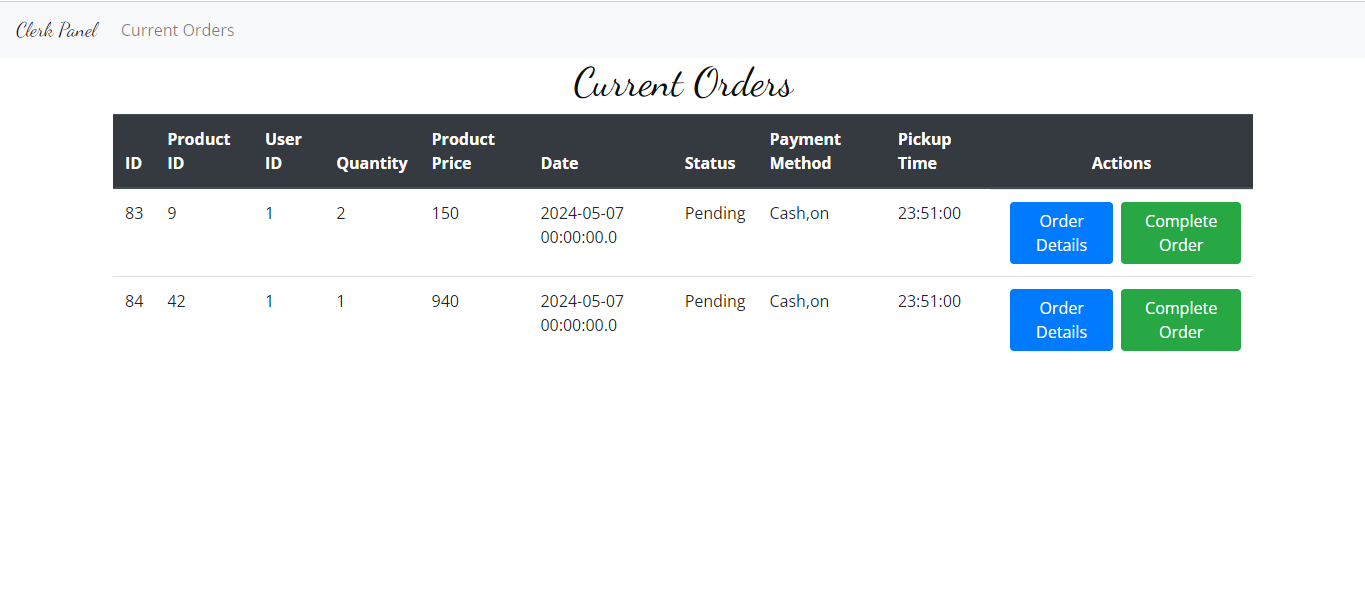 Clerk Panel Current Orders
Current Orders
ID Product ID User ID Quantity Product Price Date Status Payment Method Pickup Time Actions
83 9 1 2 150 2024-05-07 00:00:00.0 Pending Cash,on 23:51:00 Order Details Complete Order
84 42 1 1 940 2024-05-07 00:00:00.0 Pending Cash,on 23:51:00 Order Details Complete Order